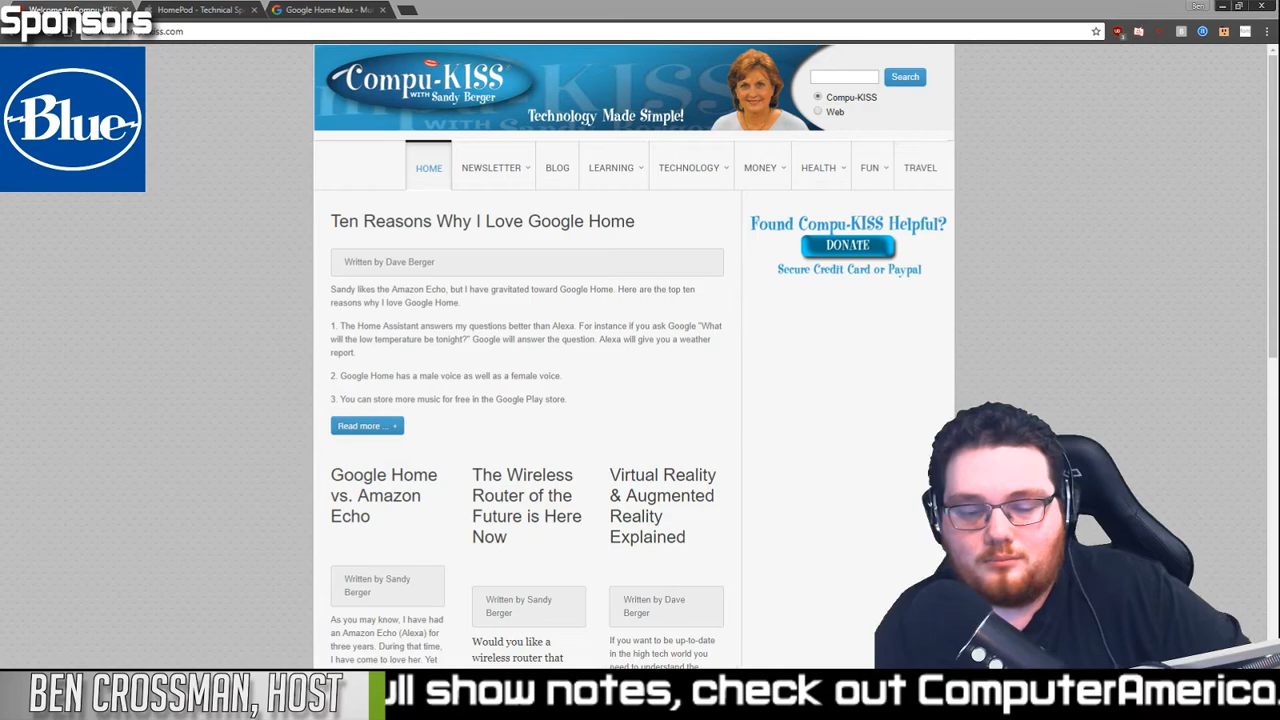 Welcome to Compu-KISS
HomePod - Technical Sp
Google Home Max - Mu
Ben
Sponsors
ss.com
Blue
Compu-KISS
WITH Sandy Berger
Technology Made Simple!
Search
Compu-KISS
Web
HOME
NEWSLETTER
BLOG
LEARNING
TECHNOLOGY
MONEY
HEALTH
FUN
TRAVEL
Ten Reasons Why I Love Google Home
Written by Dave Berger
Sandy likes the Amazon Echo, but I have gravitated toward Google Home. Here are the top ten
reasons why I love Google Home.
1. The Home Assistant answers my questions better than Alexa. For instance if you ask Google "What
will the low temperature be tonight?" Google will answer the question. Alexa will give you a weather
report.
2. Google Home has a male voice as well as a female voice.
3. You can store more music for free in the Google Play store.
Read more ...
Found Compu-KISS Helpful?
DONATE
Secure Credit Card or Paypal
Google Home
vs. Amazon
Echo
Written by Sandy
Berger
As you may know, I have had
an Amazon Echo (Alexa) for
three years. During that time,
I have come to love her. Yet
The Wireless
Router of the
Future is Here
Now
Written by Sandy
Berger
Would you like a
wireless router that
Virtual Reality
& Augmented
Reality
Explained
Written by Dave
Berger
If you want to be up-to-date
in the high tech world you
need to understand the
BEN CROSSMAN, HOST
ull show notes, check out ComputerAmerica